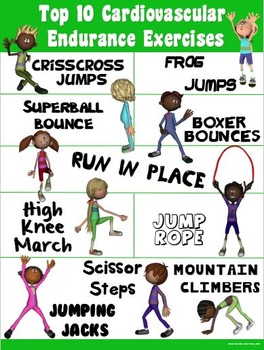 Top 10 Cardiovascular
Endurance Exercises
CRISSCROSS
JUMPS
FROG
JUMPS
SUPERBALL
BOUNCE
BOXER
BOUNCES
RUN IN PLACE
High
Knee
March
JUMP
ROPE
Scissor
Steps
MOUNTAIN
CLIMBERS
JUMPING
JACKS